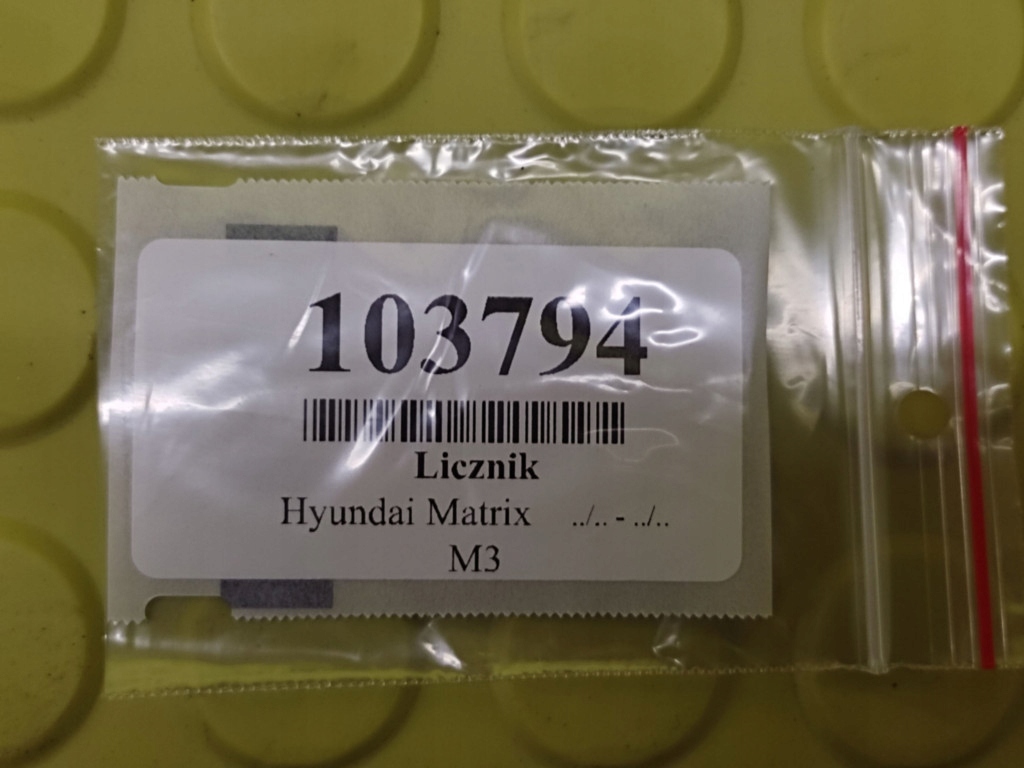 103794
Licznik
Hyundai Matrix ../.. - ../..
M3